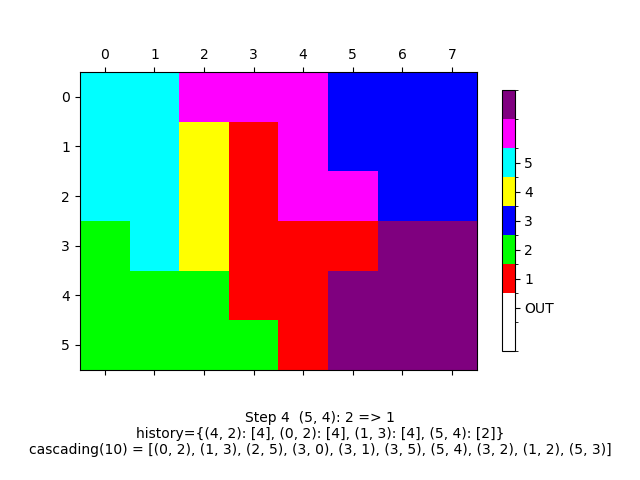 0 1 2 3 4 5 6 7
0
1
2
3
4
5
5
4
3
2
1
OUT
Step 4  (5, 4): 2 => 1
history={(4, 2): [4], (0, 2): [4], (1, 3): [4], (5, 4): [2]}
cascading(10) = [(0, 2), (1, 3), (2, 5), (3, 0), (3, 1), (3, 5), (5, 4), (3, 2), (1, 2), (5, 3)]